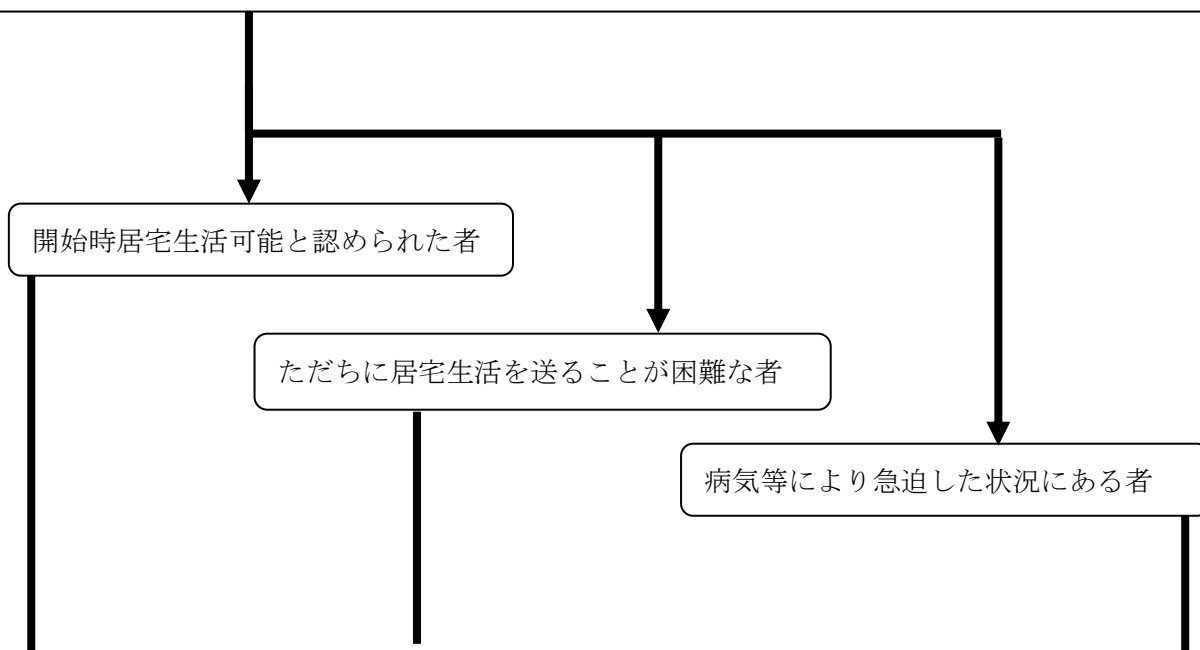 開始時居宅生活可能と認められた者
ただちに居宅生活を送ることが困難な者
病気等により急迫した状況にある者